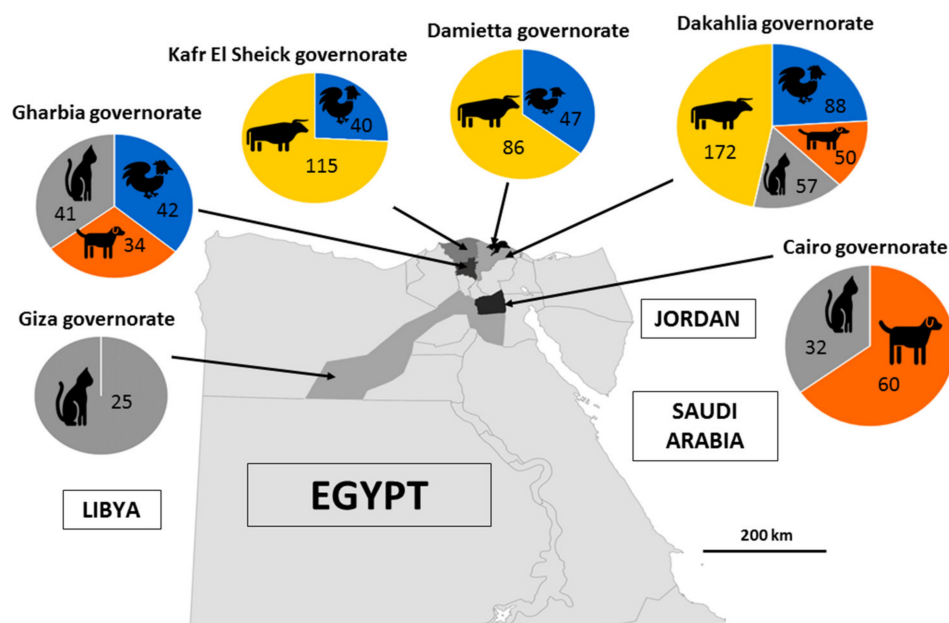 Damietta governorate
Dakahlia governorate
Kafr El Sheick governorate
Gharbia governorate
40
115
47
86
88
172
50
57
41
42
34
Cairo governorate
Giza governorate
JORDAN
32
60
25
SAUDI
ARABIA
EGYPT
LIBYA
200 km